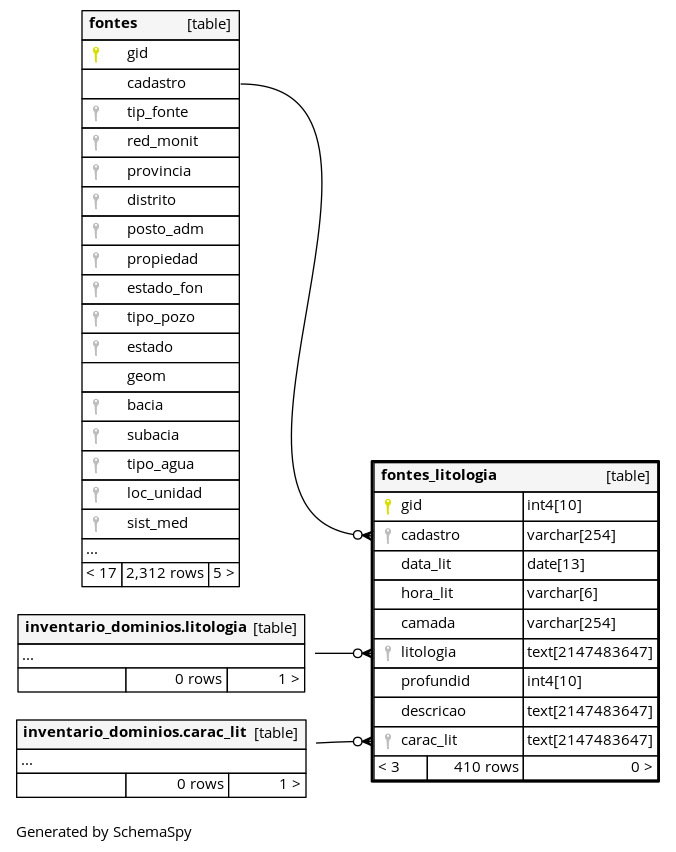 fontes [table]
gid
cadastro
tip_fonte
red_monit
provincia
distrito
posto_adm
propiedad
estado_fon
tipo_pozo
estado
geom
bacia
subacia
tipo_agua
loc_unidad
sist_med
...
< 17 2,312 rows 5 >
fontes_litologia [table]
gid int4[10]
cadastro varchar[254]
data_lit date[13]
hora_lit varchar[6]
camada varchar[254]
litologia text[2147483647]
profundid int4[10]
descricao text[2147483647]
carac_lit text[2147483647]
< 3 410 rows 0 >
inventario_dominios.litologia [table]
...
0 rows 1 >
inventario_dominios.carac_lit [table]
...
0 rows 1 >
Generated by SchemaSpy